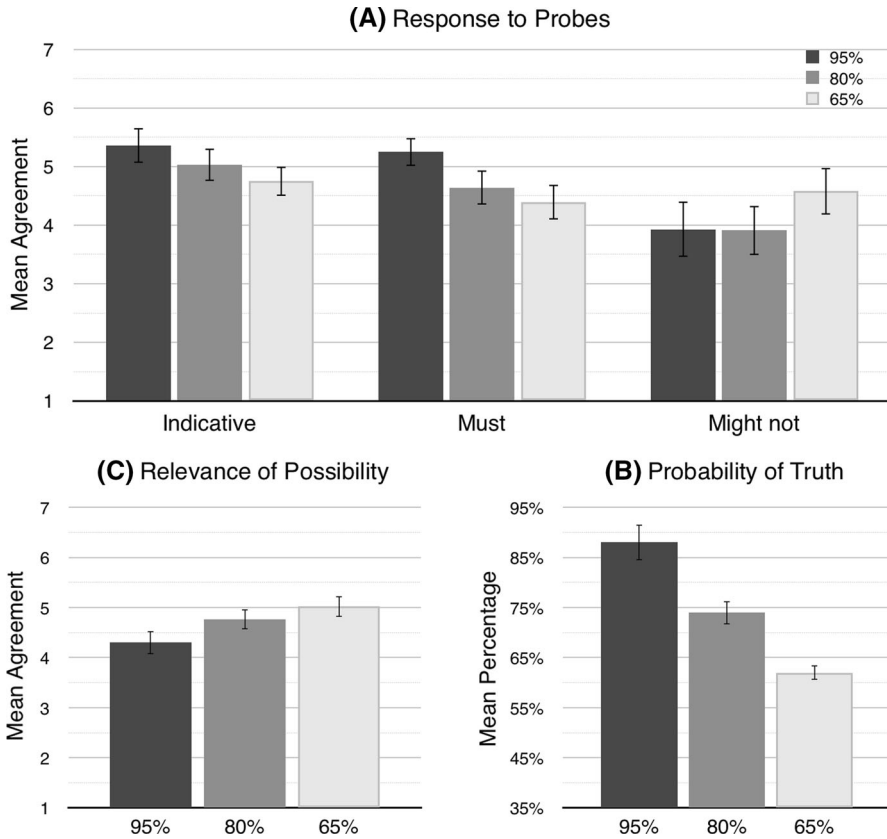 (A) Response to Probes
Mean Agreement
7
6
5
4
3
2
1
95%
80%
65%
Indicative Must Might not
(C) Relevance of Possibility
Mean Agreement
7
6
5
4
3
2
1
95% 80% 65%
(B) Probability of Truth
Mean Percentage
95%
85%
75%
65%
55%
45%
35%
95% 80% 65%